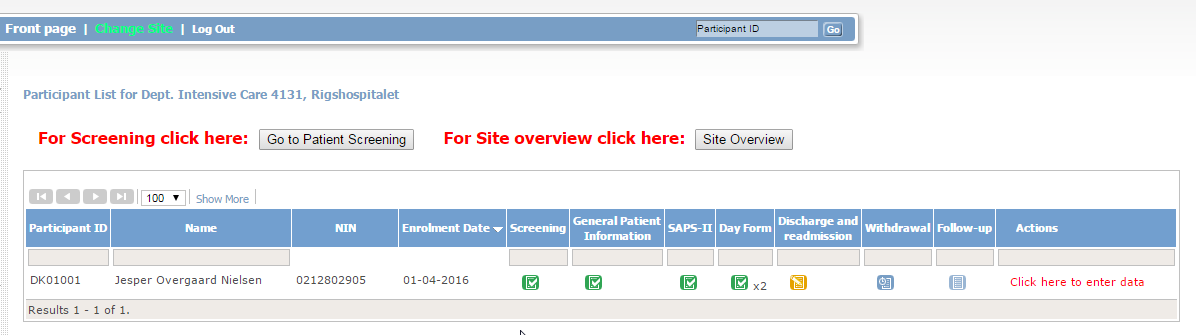 Front page | Change Site | Log Out Participant ID Go
Participant List for Dept. Intensive Care 4131, Rigshospitalet
For Screening click here: Go to Patient Screening For Site overview click here: Site Overview
100 Show More
Participant ID Name NIN Enrolment Date Screening General Patient Information SAPS-II Day Form Discharge and readmission Withdrawal Follow-up Actions
DK01001 Jesper Overgaard Nielsen 0212802905 01-04-2016 x2 Click here to enter data
Results 1 - 1 of 1.